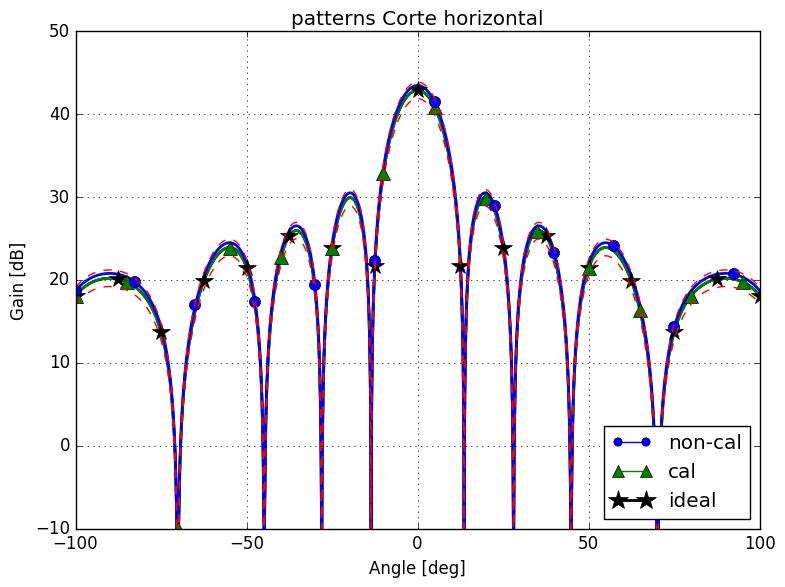 patterns Corte horizontal
Gain [dB]
50
40
30
20
10
0
−10
−100
−50
0
50
100
Angle [deg]
non-cal
cal
ideal